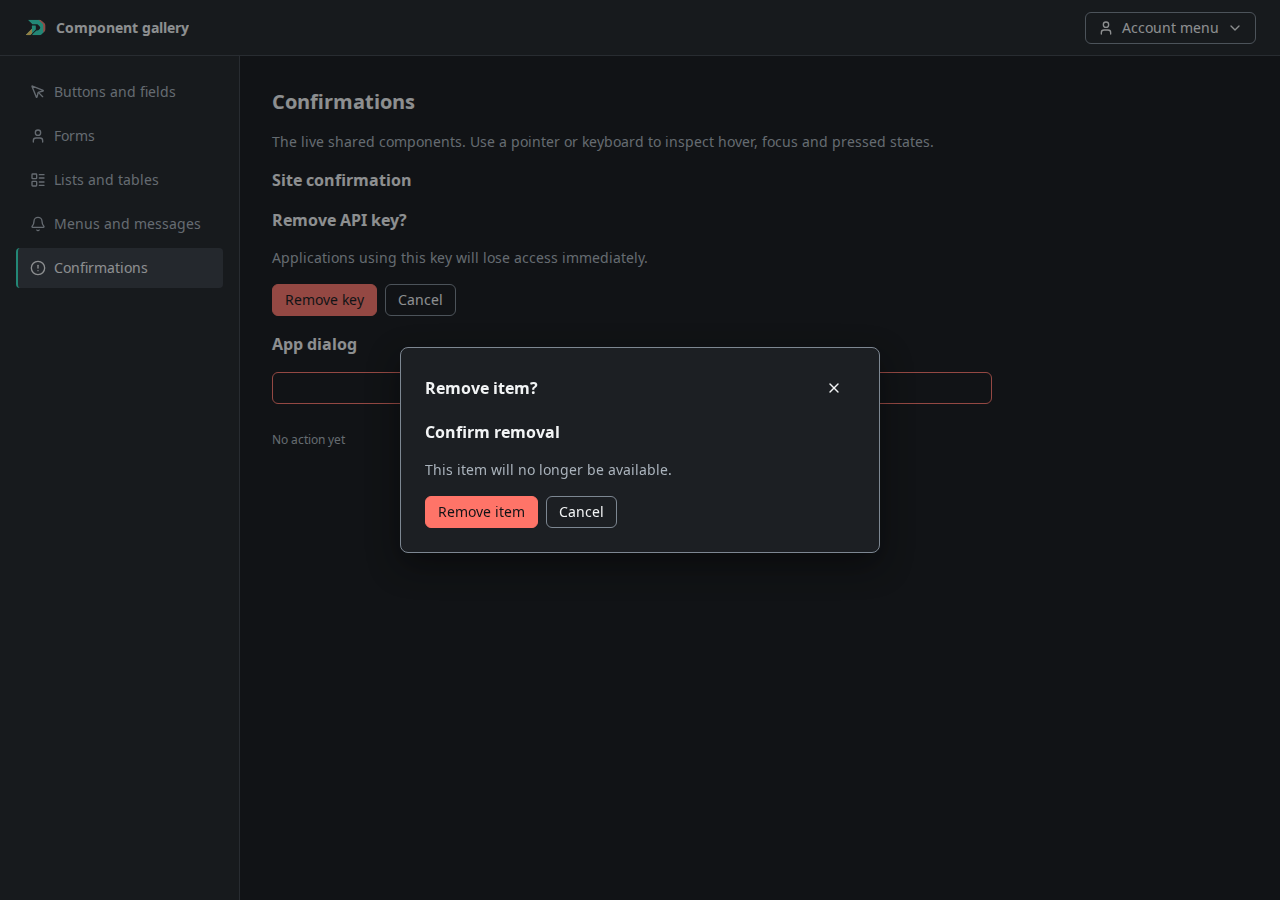 Component gallery
Account menu
Buttons and fields
Forms
Lists and tables
Menus and messages
Confirmations
Confirmations
The live shared components. Use a pointer or keyboard to inspect hover, focus and pressed states.
Site confirmation
Remove API key?
Applications using this key will lose access immediately.
Remove key
Cancel
App dialog
No action yet
Remove item?
Confirm removal
This item will no longer be available.
Remove item
Cancel